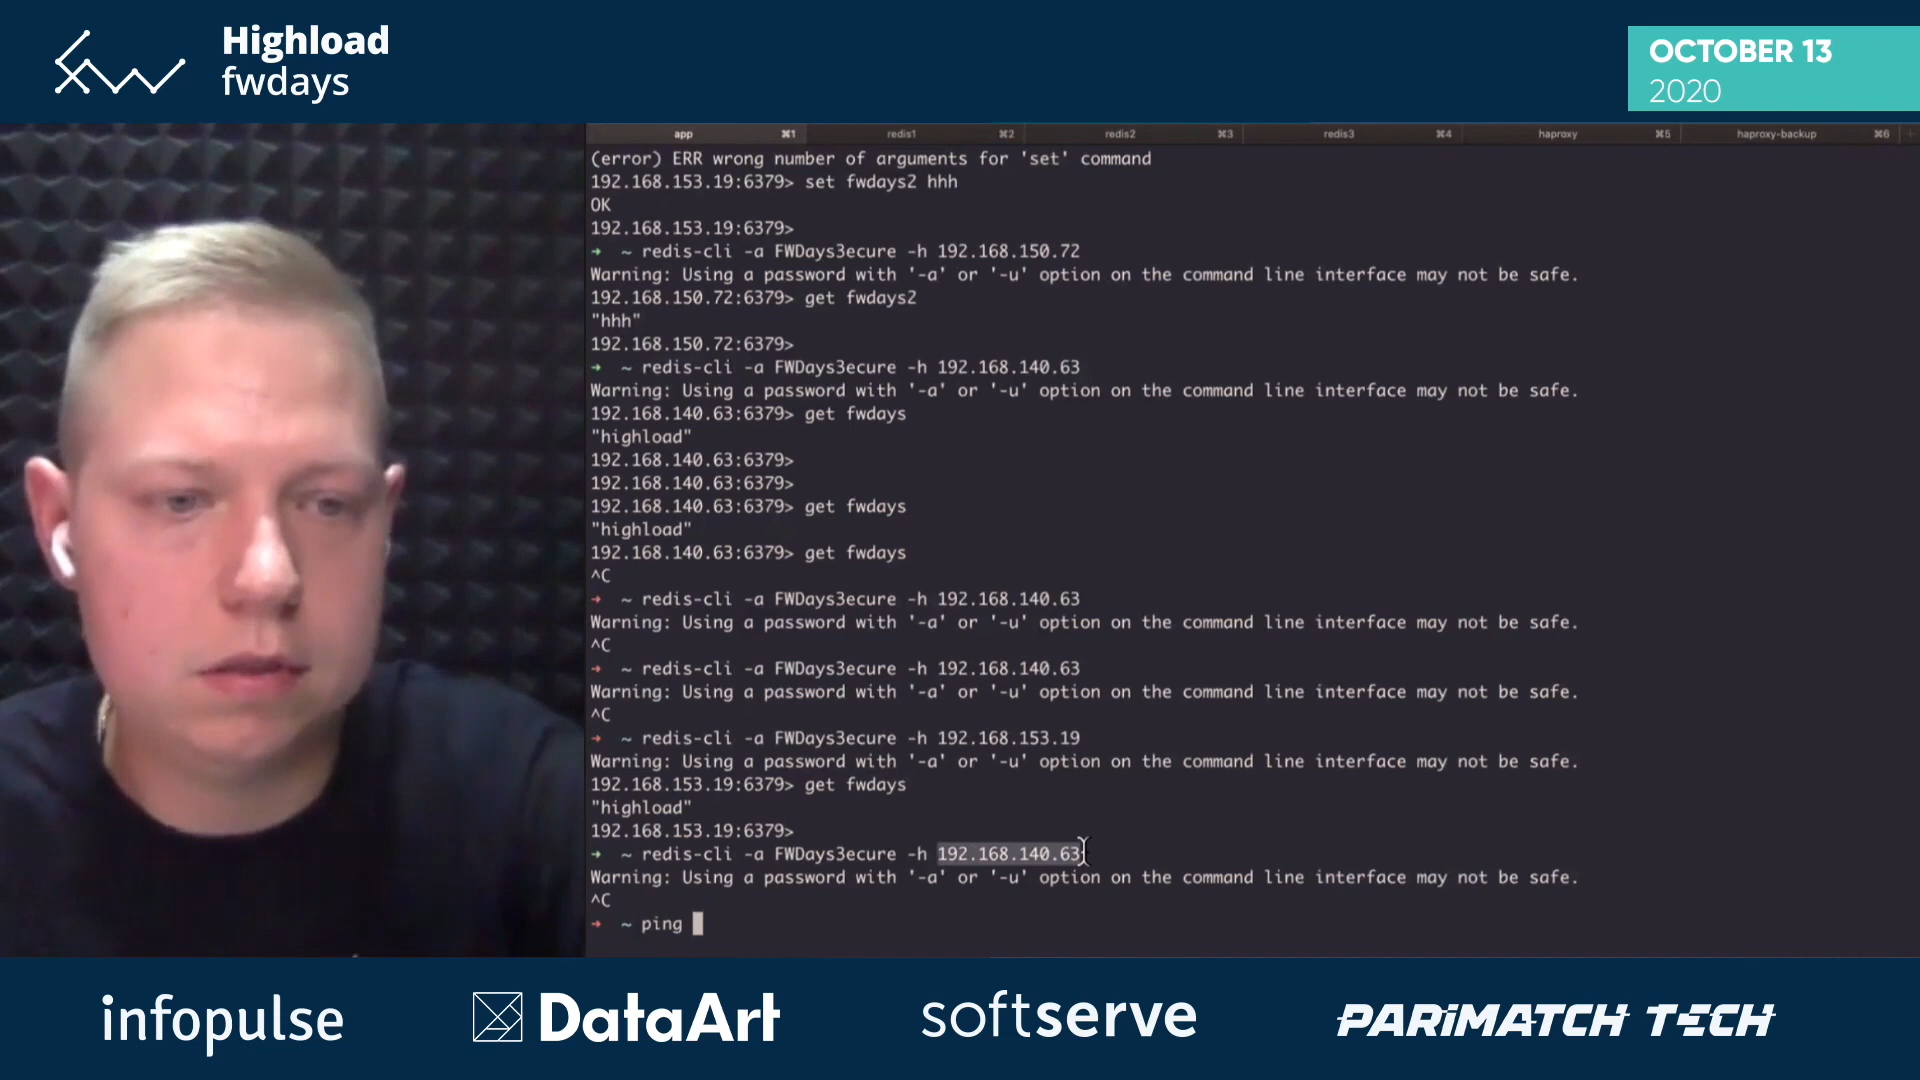 Highload
fwdays
OCTOBER 13
2020
app ⌘1 redis1 ⌘2 redis2 ⌘3 redis3 ⌘4 haproxy ⌘5 haproxy-backup ⌘6 +
(error) ERR wrong number of arguments for 'set' command
192.168.153.19:6379> set fwdays2 hhh
OK
192.168.153.19:6379>
➜ ~ redis-cli -a FWDays3ecure -h 192.168.150.72
Warning: Using a password with '-a' or '-u' option on the command line interface may not be safe.
192.168.150.72:6379> get fwdays2
"hhh"
192.168.150.72:6379>
➜ ~ redis-cli -a FWDays3ecure -h 192.168.140.63
Warning: Using a password with '-a' or '-u' option on the command line interface may not be safe.
192.168.140.63:6379> get fwdays
"highload"
192.168.140.63:6379>
192.168.140.63:6379>
192.168.140.63:6379> get fwdays
"highload"
192.168.140.63:6379> get fwdays
^C
➜ ~ redis-cli -a FWDays3ecure -h 192.168.140.63
Warning: Using a password with '-a' or '-u' option on the command line interface may not be safe.
^C
➜ ~ redis-cli -a FWDays3ecure -h 192.168.140.63
Warning: Using a password with '-a' or '-u' option on the command line interface may not be safe.
^C
➜ ~ redis-cli -a FWDays3ecure -h 192.168.153.19
Warning: Using a password with '-a' or '-u' option on the command line interface may not be safe.
192.168.153.19:6379> get fwdays
"highload"
192.168.153.19:6379>
➜ ~ redis-cli -a FWDays3ecure -h 192.168.140.63
Warning: Using a password with '-a' or '-u' option on the command line interface may not be safe.
^C
➜ ~ ping
infopulse DataArt softserve PARIMATCH TECH